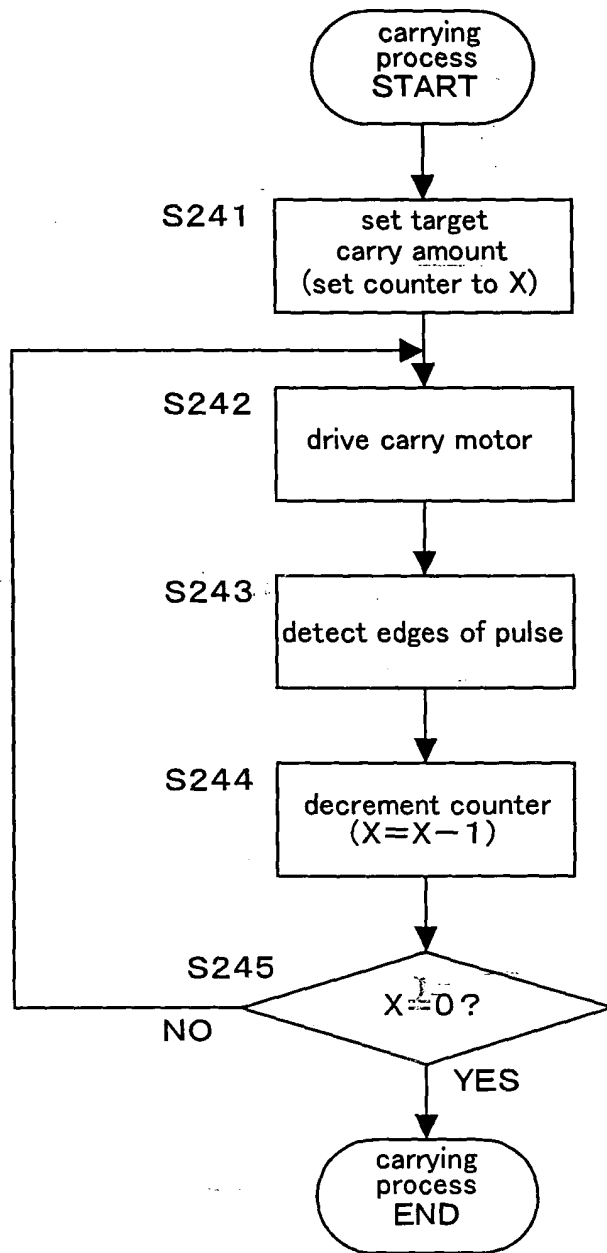 carrying
process
START
S241
set target
carry amount
(set counter to X)
S242
drive carry motor
S243
detect edges of pulse
S244
decrement counter
(X=X−1)
S245
X=0?
NO
YES
carrying
process
END